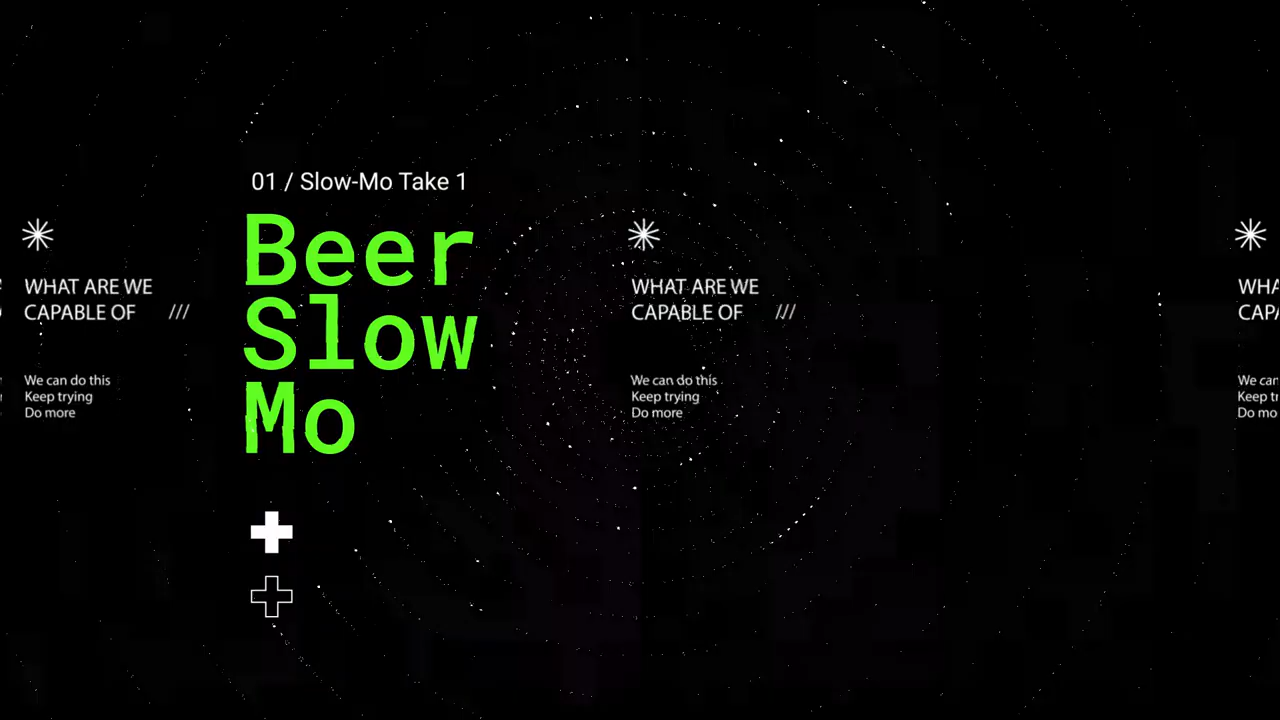 01 / Slow-Mo Take 1
Beer
Slow
Mo
WHAT ARE WE
CAPABLE OF ///
We can do this
Keep trying
Do more
WHAT ARE WE
CAPABLE OF ///
We can do this
Keep trying
Do more